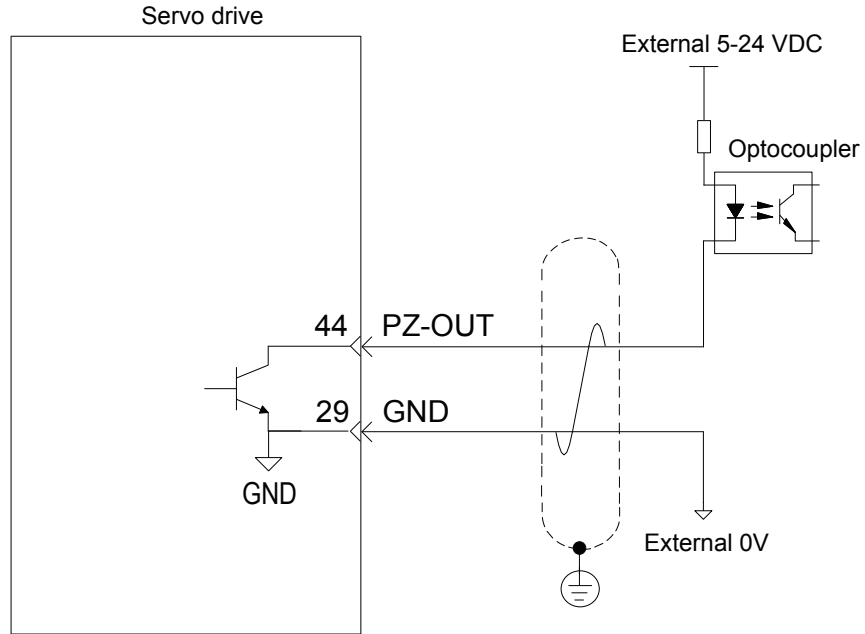 Servo drive
External 5-24 VDC
Optocoupler
44 PZ-OUT
29 GND
GND
External 0V